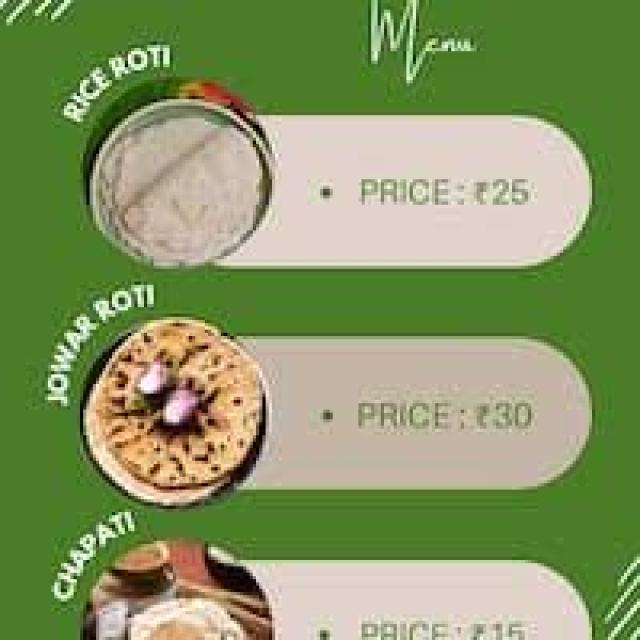 Menu
RICE ROTI
• PRICE : ₹25
JOWAR ROTI
• PRICE : ₹30
CHAPATI
• PRICE : ₹15